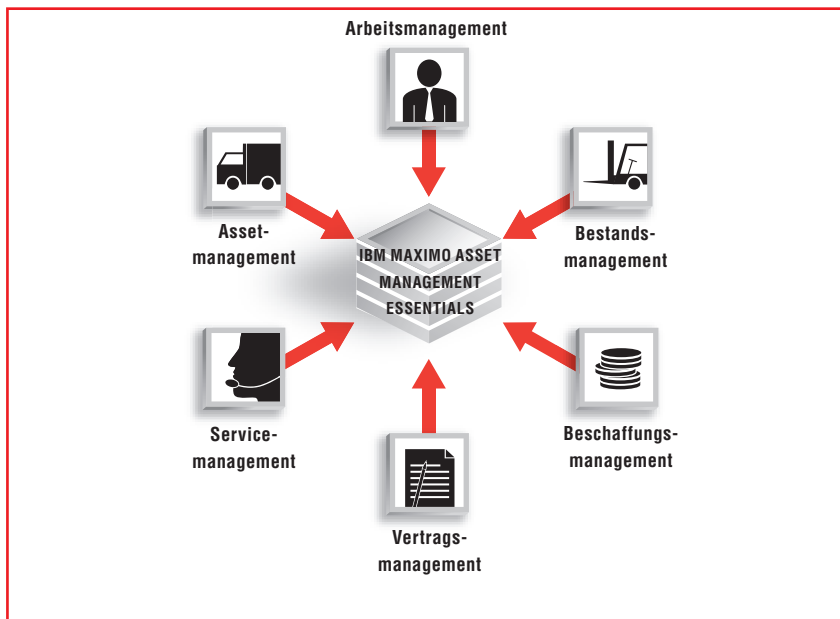 Arbeitsmanagement
Asset-
management
Bestands-
management
IBM MAXIMO ASSET
MANAGEMENT
ESSENTIALS
Service-
management
Beschaffungs-
management
Vertrags-
management